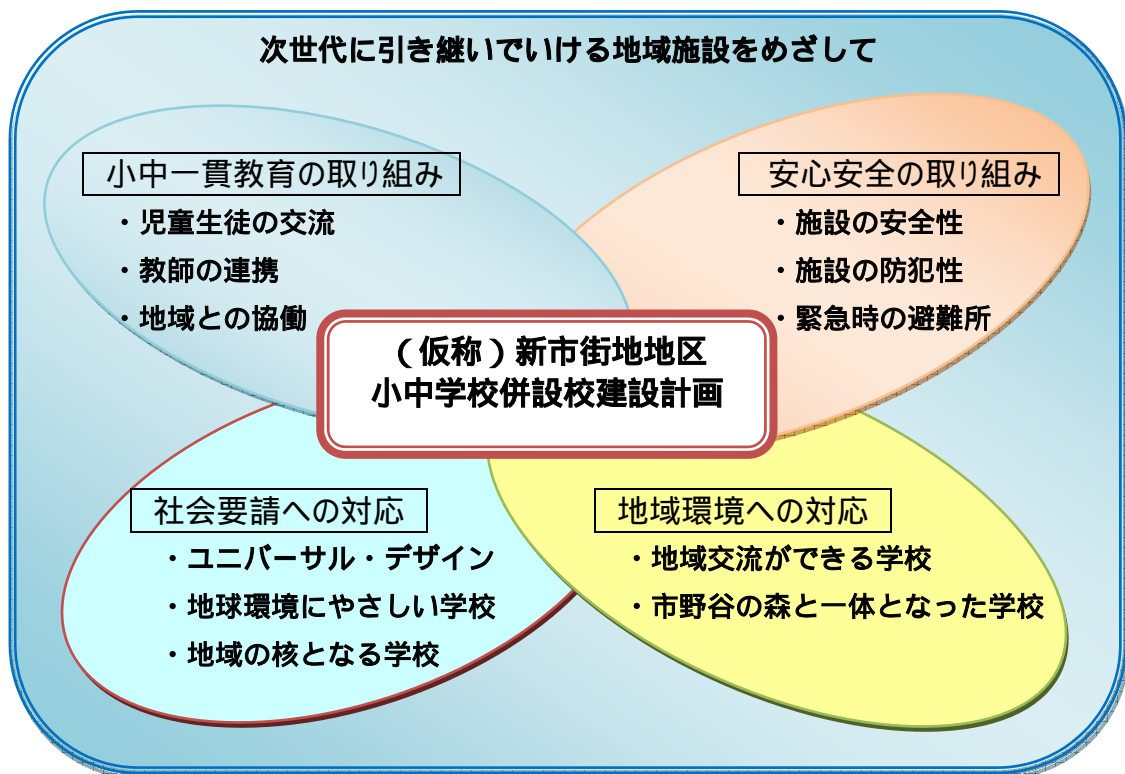 次世代に引き継いでいける地域施設をめざして
小中一貫教育の取り組み
・児童生徒の交流
・教師の連携
・地域との協働
安心安全の取り組み
・施設の安全性
・施設の防犯性
・緊急時の避難所
（仮称）新市街地地区
小中学校併設校建設計画
社会要請への対応
・ユニバーサル・デザイン
・地球環境にやさしい学校
・地域の核となる学校
地域環境への対応
・地域交流ができる学校
・市野谷の森と一体となった学校